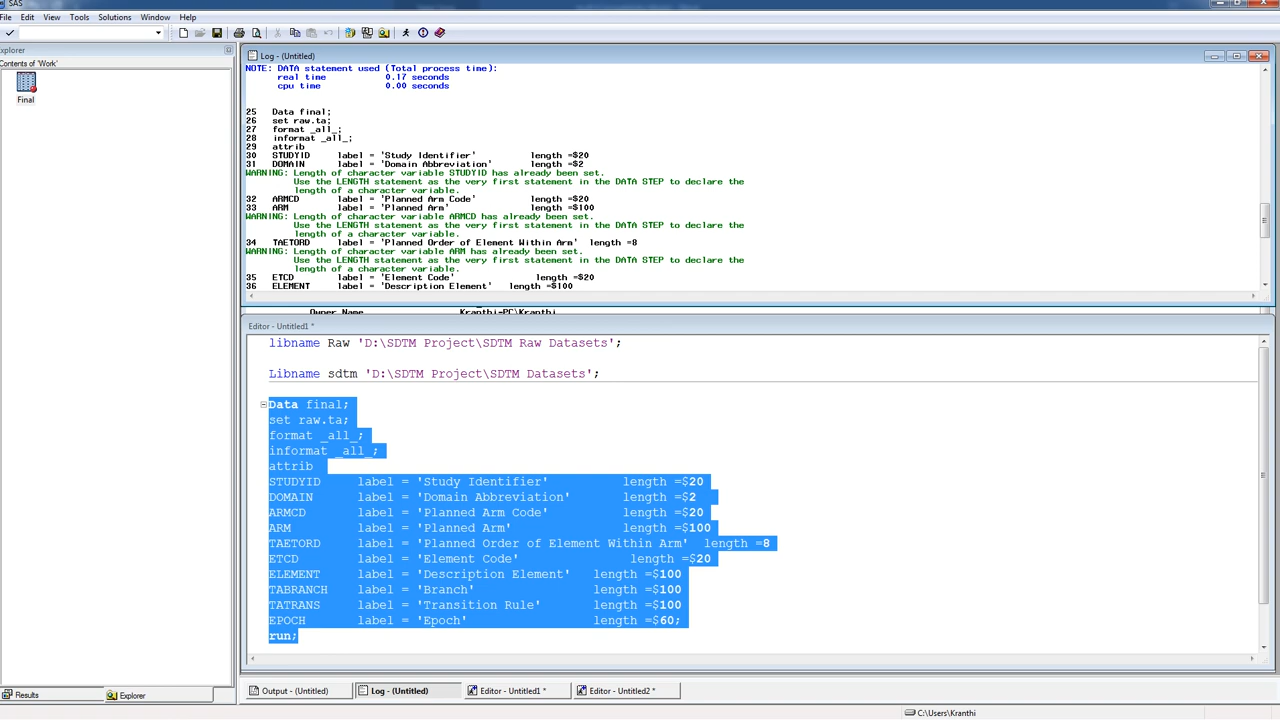 SAS
File Edit View Tools Solutions Window Help
Explorer
Contents of 'Work'
Final
Log - (Untitled)
NOTE: DATA statement used (Total process time):
real time 0.17 seconds
cpu time 0.00 seconds
25 Data final;
26 set raw.ta;
27 format _all_;
28 informat _all_;
29 attrib
30 STUDYID label = 'Study Identifier' length =$20
31 DOMAIN label = 'Domain Abbreviation' length =$2
WARNING: Length of character variable STUDYID has already been set.
Use the LENGTH statement as the very first statement in the DATA STEP to declare the
length of a character variable.
32 ARMCD label = 'Planned Arm Code' length =$20
33 ARM label = 'Planned Arm' length =$100
WARNING: Length of character variable ARMCD has already been set.
Use the LENGTH statement as the very first statement in the DATA STEP to declare the
length of a character variable.
34 TAETORD label = 'Planned Order of Element Within Arm' length =8
WARNING: Length of character variable ARM has already been set.
Use the LENGTH statement as the very first statement in the DATA STEP to declare the
length of a character variable.
35 ETCD label = 'Element Code' length =$20
36 ELEMENT label = 'Description Element' length =$100
Owner Name Kranthi-PC\Kranthi
Editor - Untitled1 *
libname Raw 'D:\SDTM Project\SDTM Raw Datasets';
Libname sdtm 'D:\SDTM Project\SDTM Datasets';
Data final;
set raw.ta;
format _all_;
informat _all_;
attrib
STUDYID label = 'Study Identifier' length =$20
DOMAIN label = 'Domain Abbreviation' length =$2
ARMCD label = 'Planned Arm Code' length =$20
ARM label = 'Planned Arm' length =$100
TAETORD label = 'Planned Order of Element Within Arm' length =8
ETCD label = 'Element Code' length =$20
ELEMENT label = 'Description Element' length =$100
TABRANCH label = 'Branch' length =$100
TATRANS label = 'Transition Rule' length =$100
EPOCH label = 'Epoch' length =$60;
run;
Results Explorer Output - (Untitled) Log - (Untitled) Editor - Untitled1 * Editor - Untitled2 *
C:\Users\Kranthi